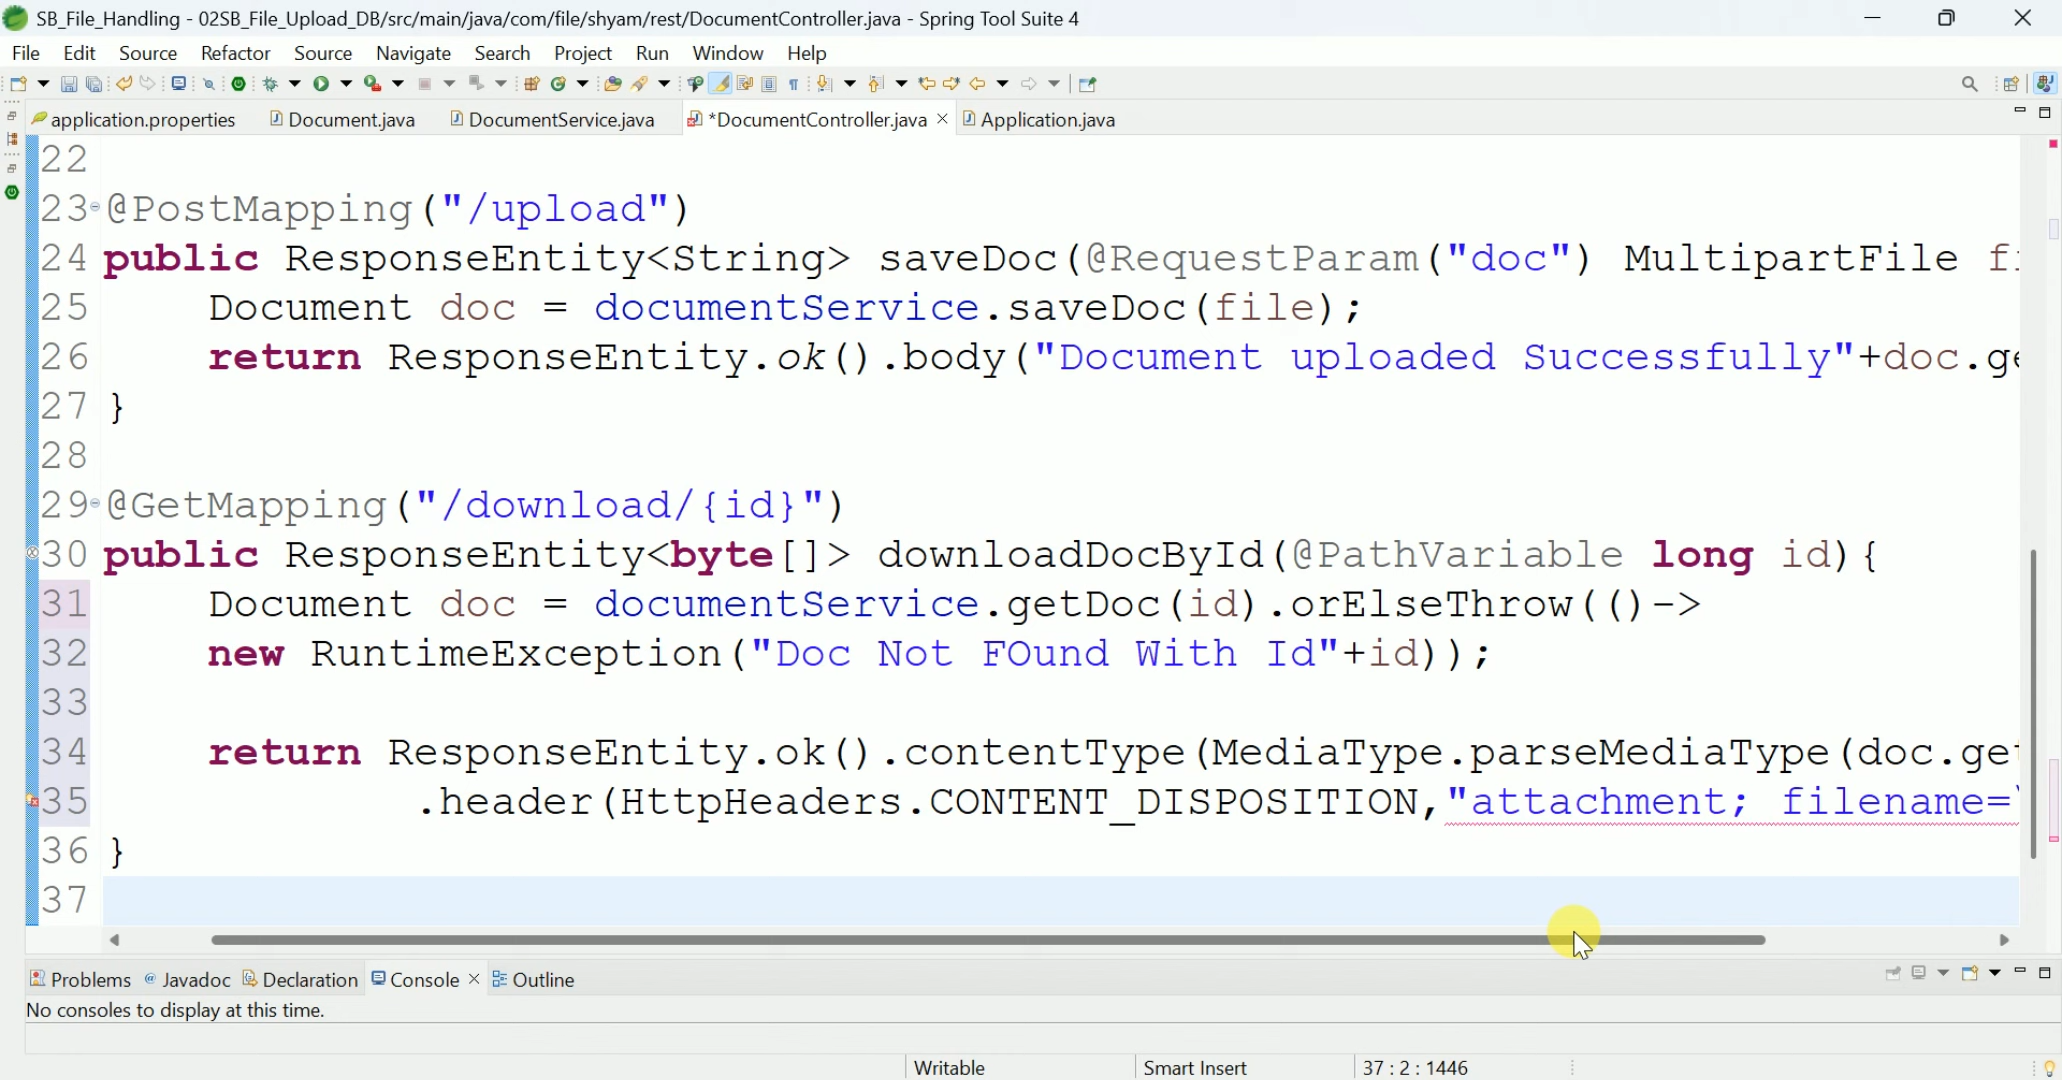 SB_File_Handling - 02SB_File_Upload_DB/src/main/java/com/file/shyam/rest/DocumentController.java - Spring Tool Suite 4
File Edit Source Refactor Source Navigate Search Project Run Window Help
application.properties Document.java DocumentService.java *DocumentController.java Application.java
22
23 @PostMapping("/upload")
24 public ResponseEntity<String> saveDoc(@RequestParam("doc") MultipartFile
25 Document doc = documentService.saveDoc(file);
26 return ResponseEntity.ok().body("Document uploaded Successfully"+doc.ge
27 }
28
29 @GetMapping("/download/{id}")
30 public ResponseEntity<byte[]> downloadDocById(@PathVariable long id){
31 Document doc = documentService.getDoc(id).orElseThrow(()->
32 new RuntimeException("Doc Not FOund With Id"+id));
33
34 return ResponseEntity.ok().contentType(MediaType.parseMediaType(doc.get
35 .header(HttpHeaders.CONTENT_DISPOSITION,"attachment; filename=
36 }
37
Problems Javadoc Declaration Console Outline
No consoles to display at this time.
Writable Smart Insert 37 : 2 : 1446